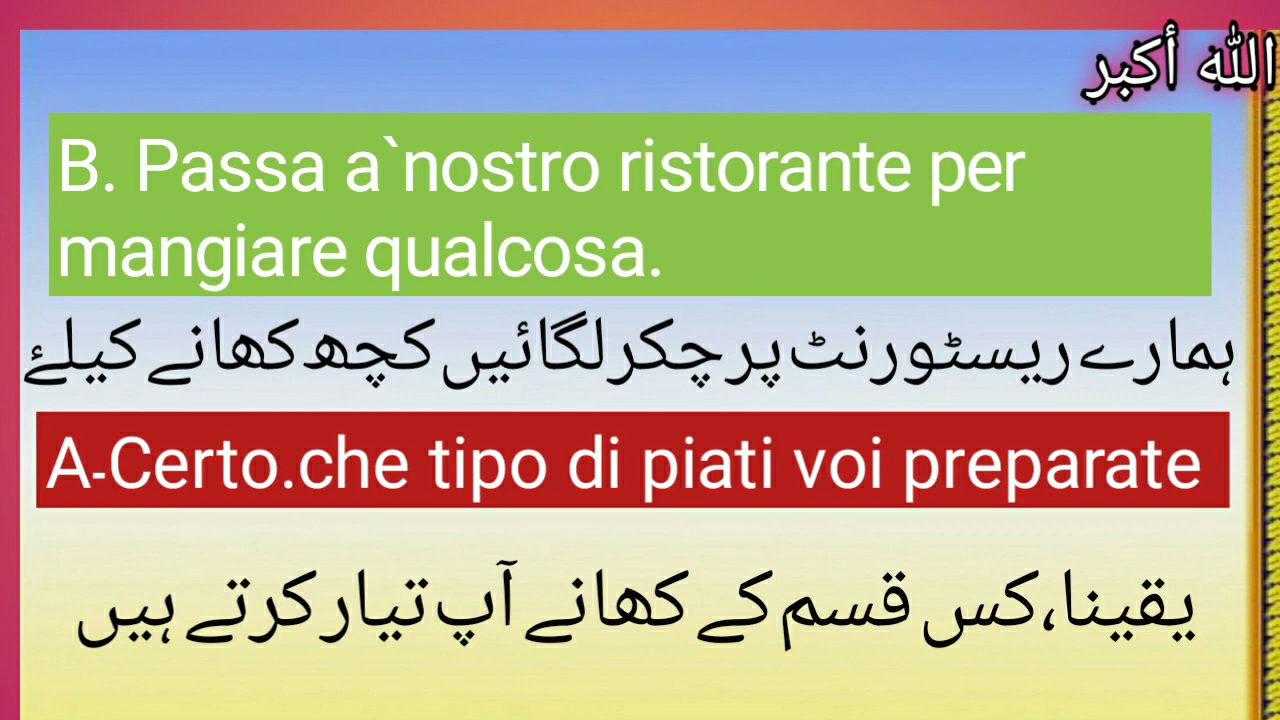 الله أكبر
B. Passa a`nostro ristorante per
mangiare qualcosa.
ہمارے ریسٹورنٹ پر چکر لگائیں کچھ کھانے کیلۓ
A-Certo.che tipo di piati voi preparate
یقینا،کس قسم کے کھانے آپ تیار کرتے ہیں